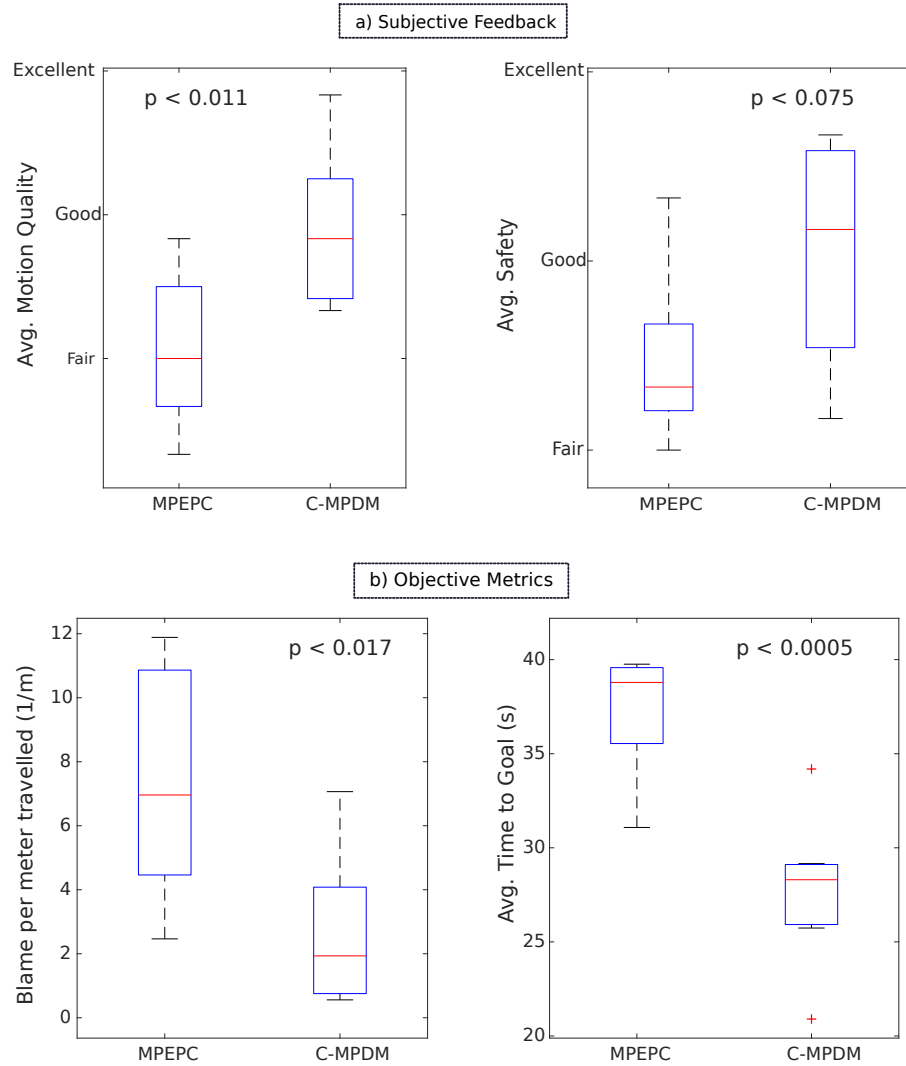 a) Subjective Feedback
Excellent
Good
Fair
Avg. Motion Quality
p < 0.011
MPEPC
C-MPDM
Excellent
Good
Fair
Avg. Safety
p < 0.075
MPEPC
C-MPDM
b) Objective Metrics
12
10
8
6
4
2
0
Blame per meter travelled (1/m)
p < 0.017
MPEPC
C-MPDM
40
35
30
25
20
Avg. Time to Goal (s)
p < 0.0005
MPEPC
C-MPDM